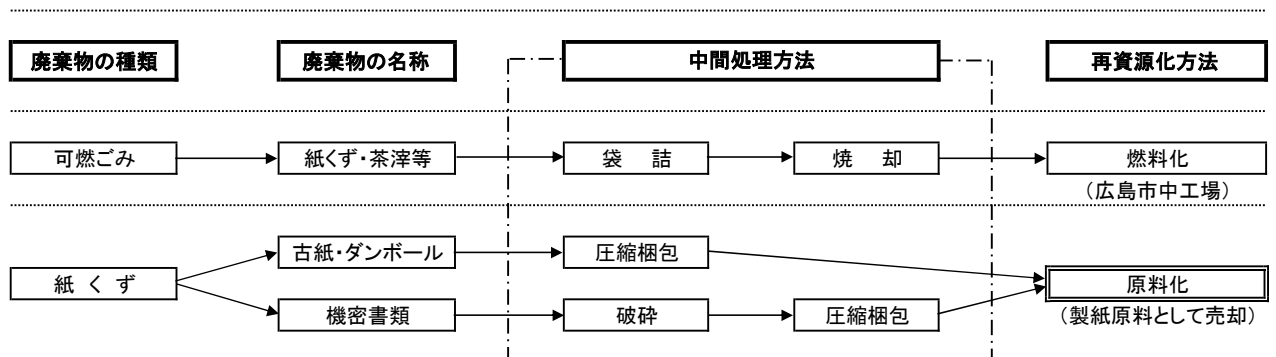 廃棄物の種類 廃棄物の名称 中間処理方法 再資源化方法
可燃ごみ 紙くず・茶滓等 袋 詰 焼 却 燃料化
（広島市中工場）
古紙・ダンボール 圧縮梱包
紙 く ず 原料化
機密書類 破砕 圧縮梱包 （製紙原料として売却）